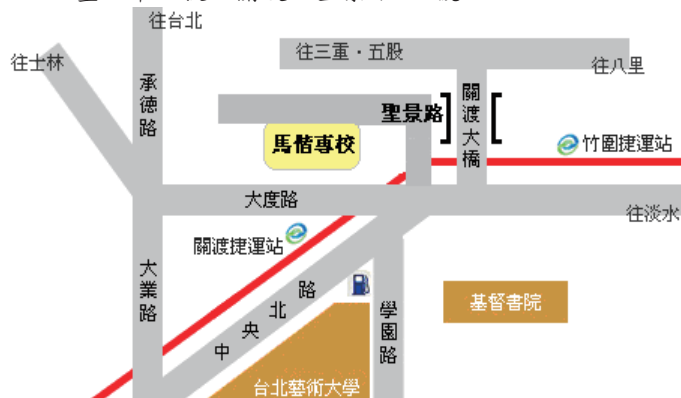 往台北
往士林
往三重・五股
往八里
承德路
關渡大橋
聖景路
馬偕專校
竹圍捷運站
大度路
往淡水
關渡捷運站
大業路
中央北路
學園路
基督書院
台北藝術大學